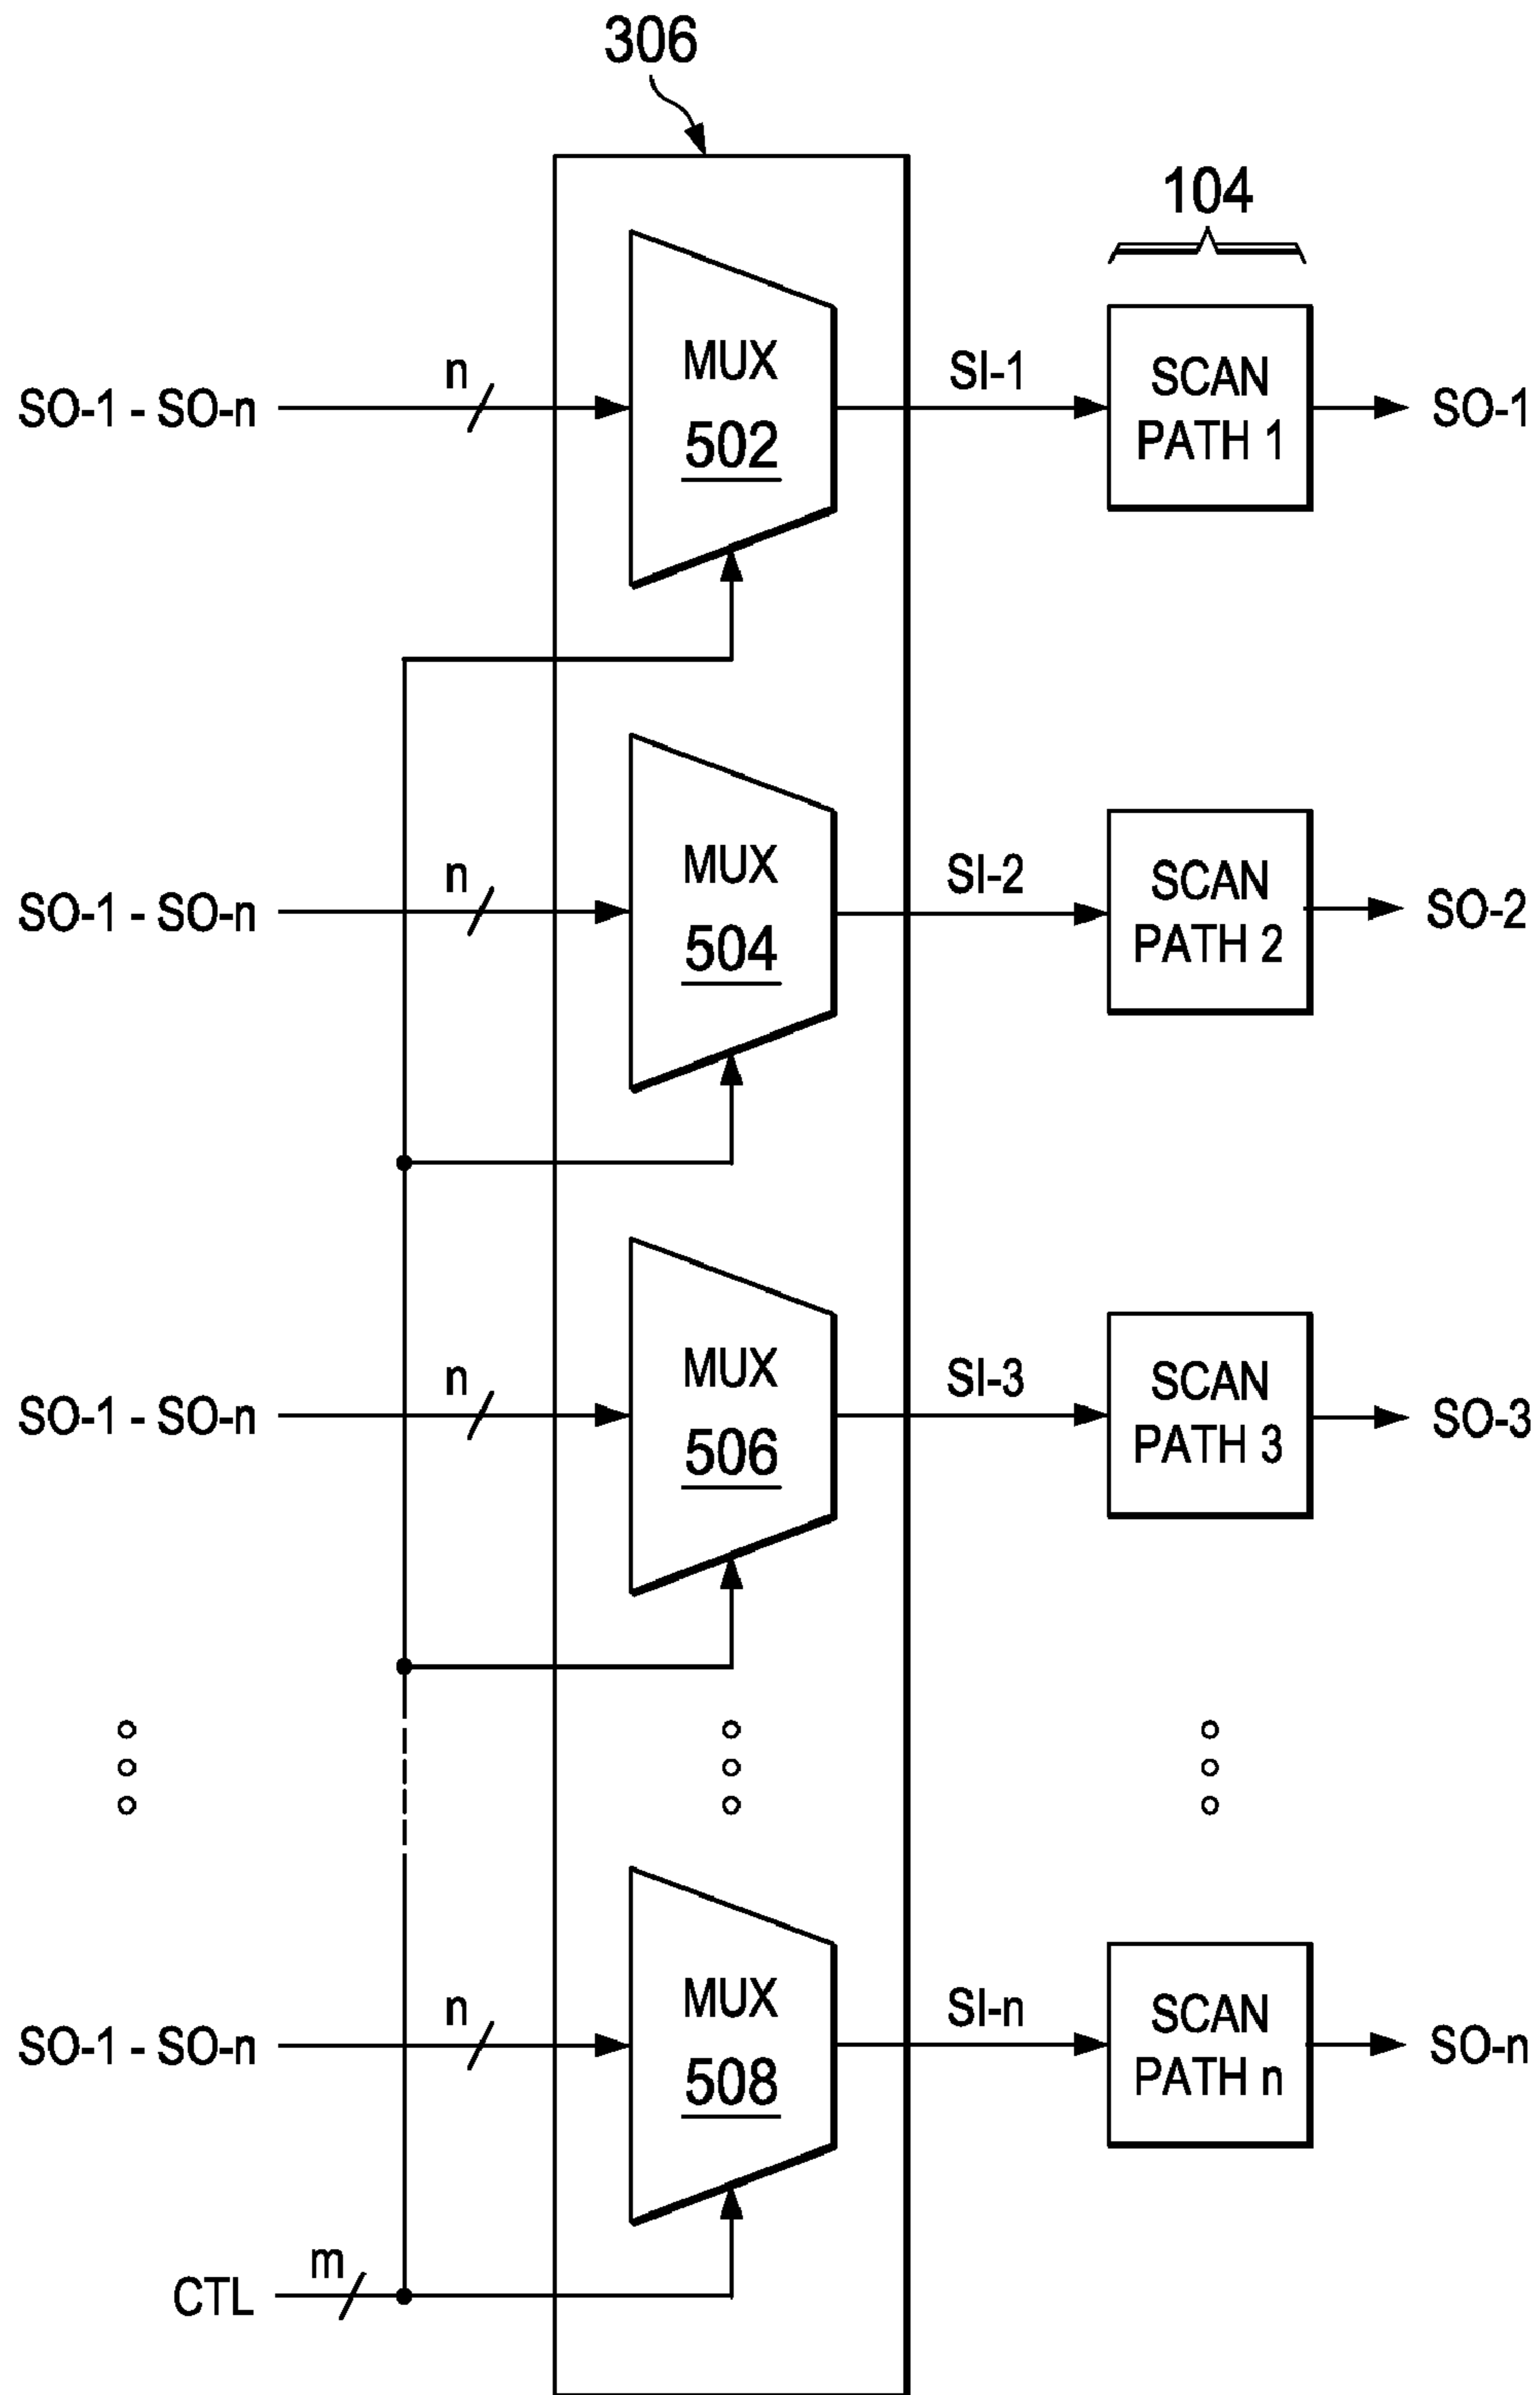 306
104
SO-1 - SO-n
n
MUX
502
SI-1
SCAN
PATH 1
SO-1
SO-1 - SO-n
n
MUX
504
SI-2
SCAN
PATH 2
SO-2
SO-1 - SO-n
n
MUX
506
SI-3
SCAN
PATH 3
SO-3
SO-1 - SO-n
n
MUX
508
SI-n
SCAN
PATH n
SO-n
CTL
m